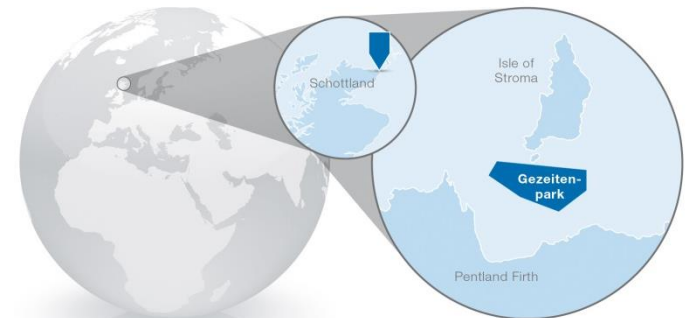 Schottland
Isle of
Stroma
Gezeiten-
park
Pentland Firth